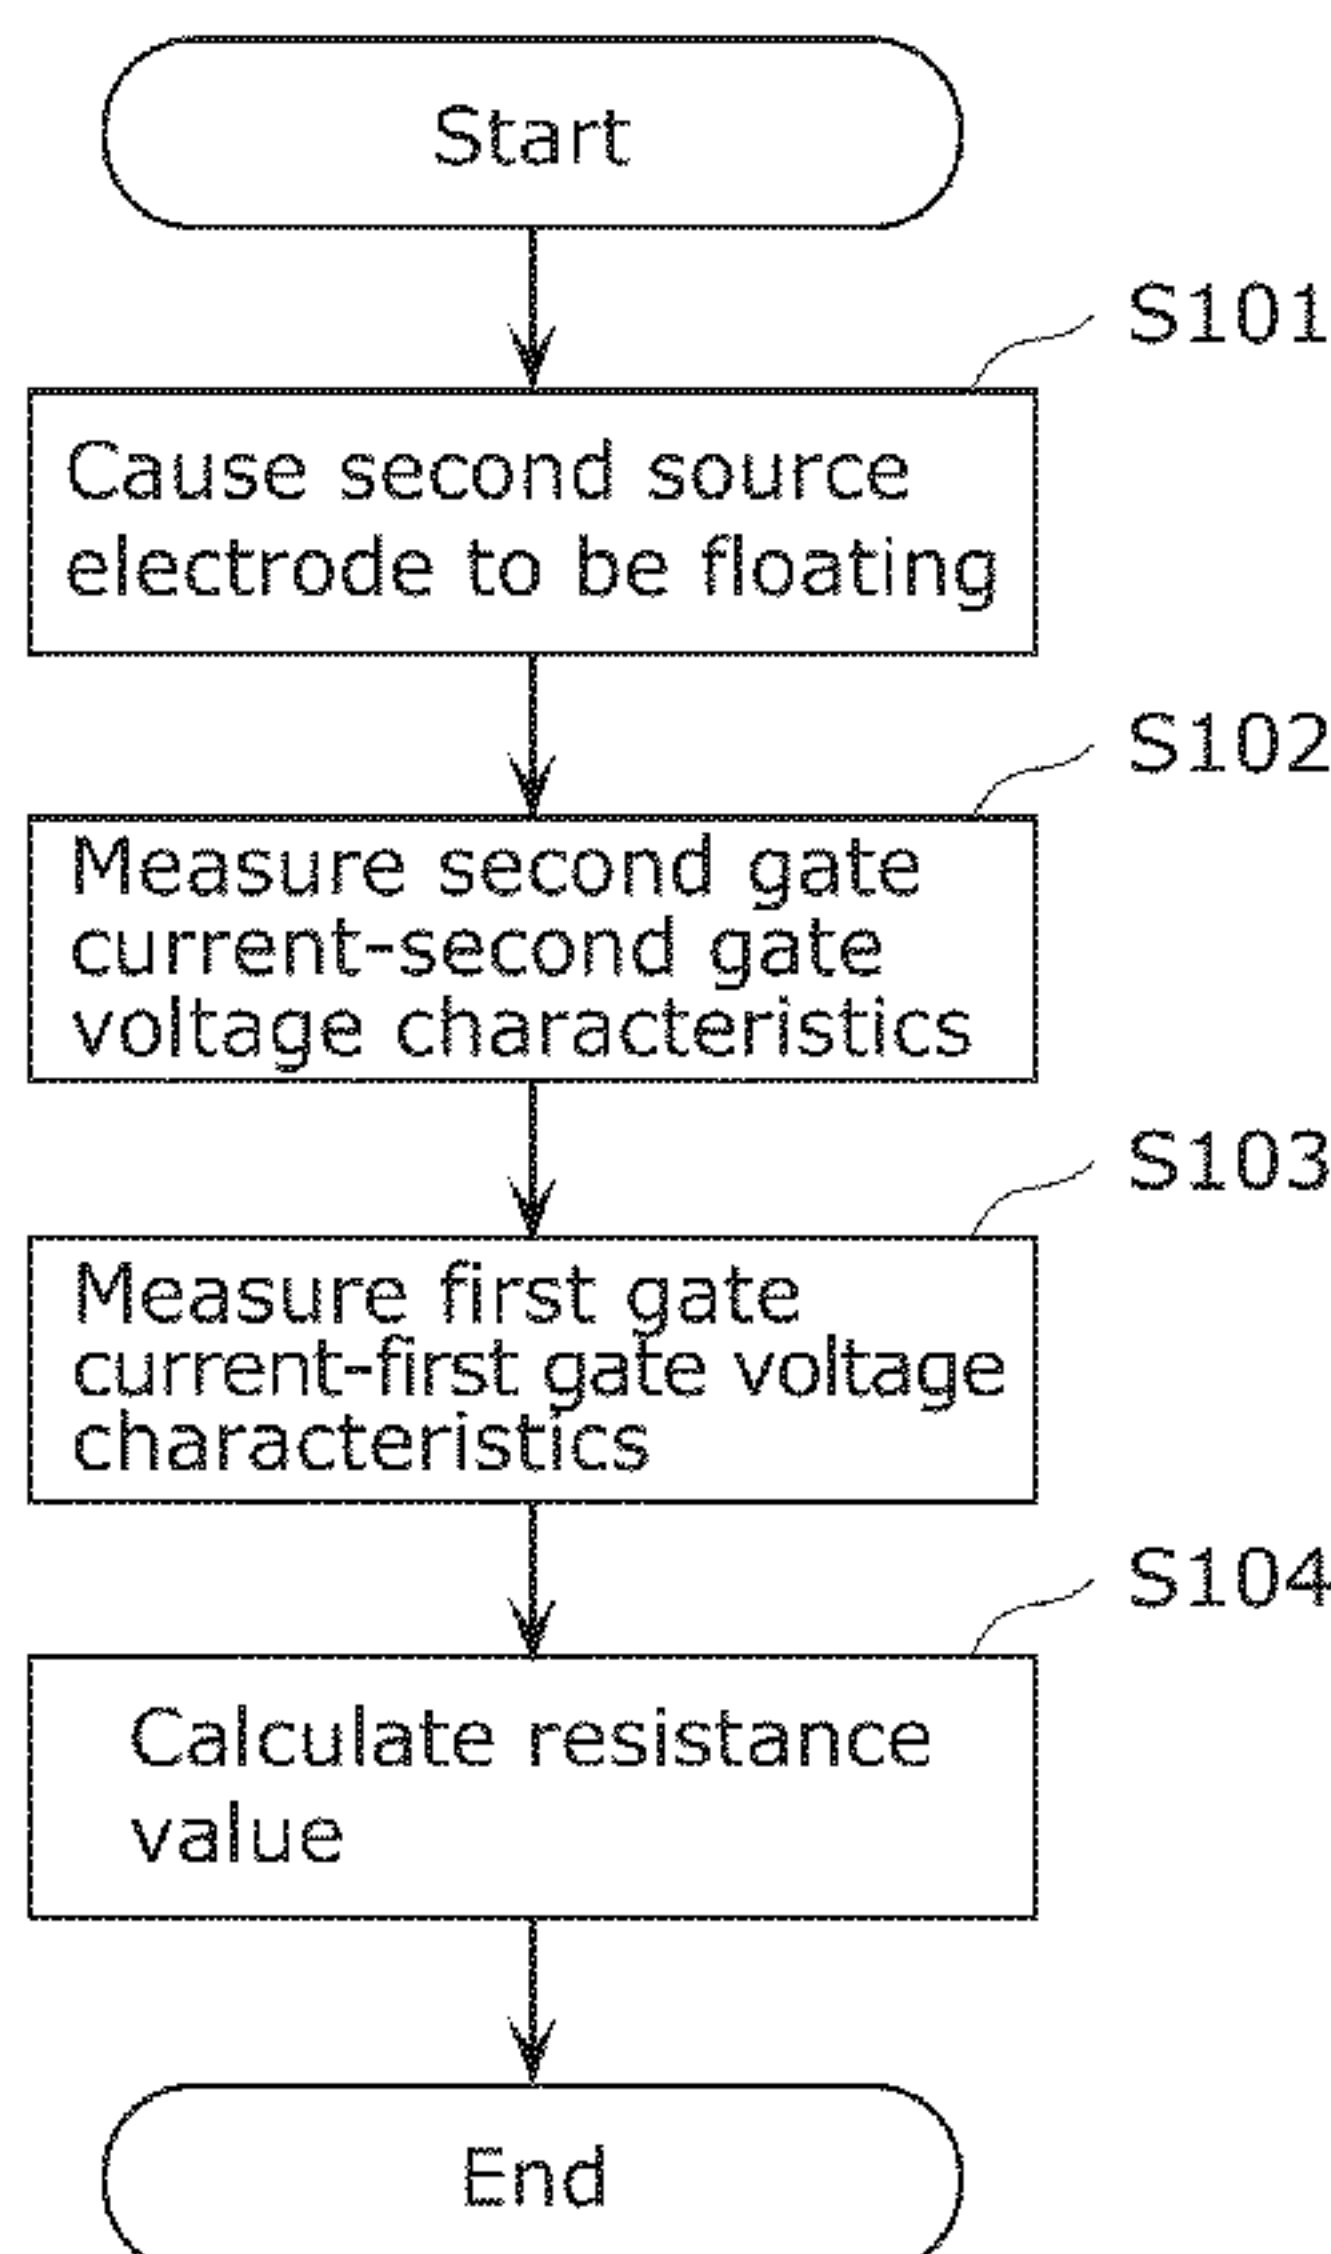 Start
S101
Cause second source
electrode to be floating
S102
Measure second gate
current-second gate
voltage characteristics
S103
Measure first gate
current-first gate voltage
characteristics
S104
Calculate resistance
value
End